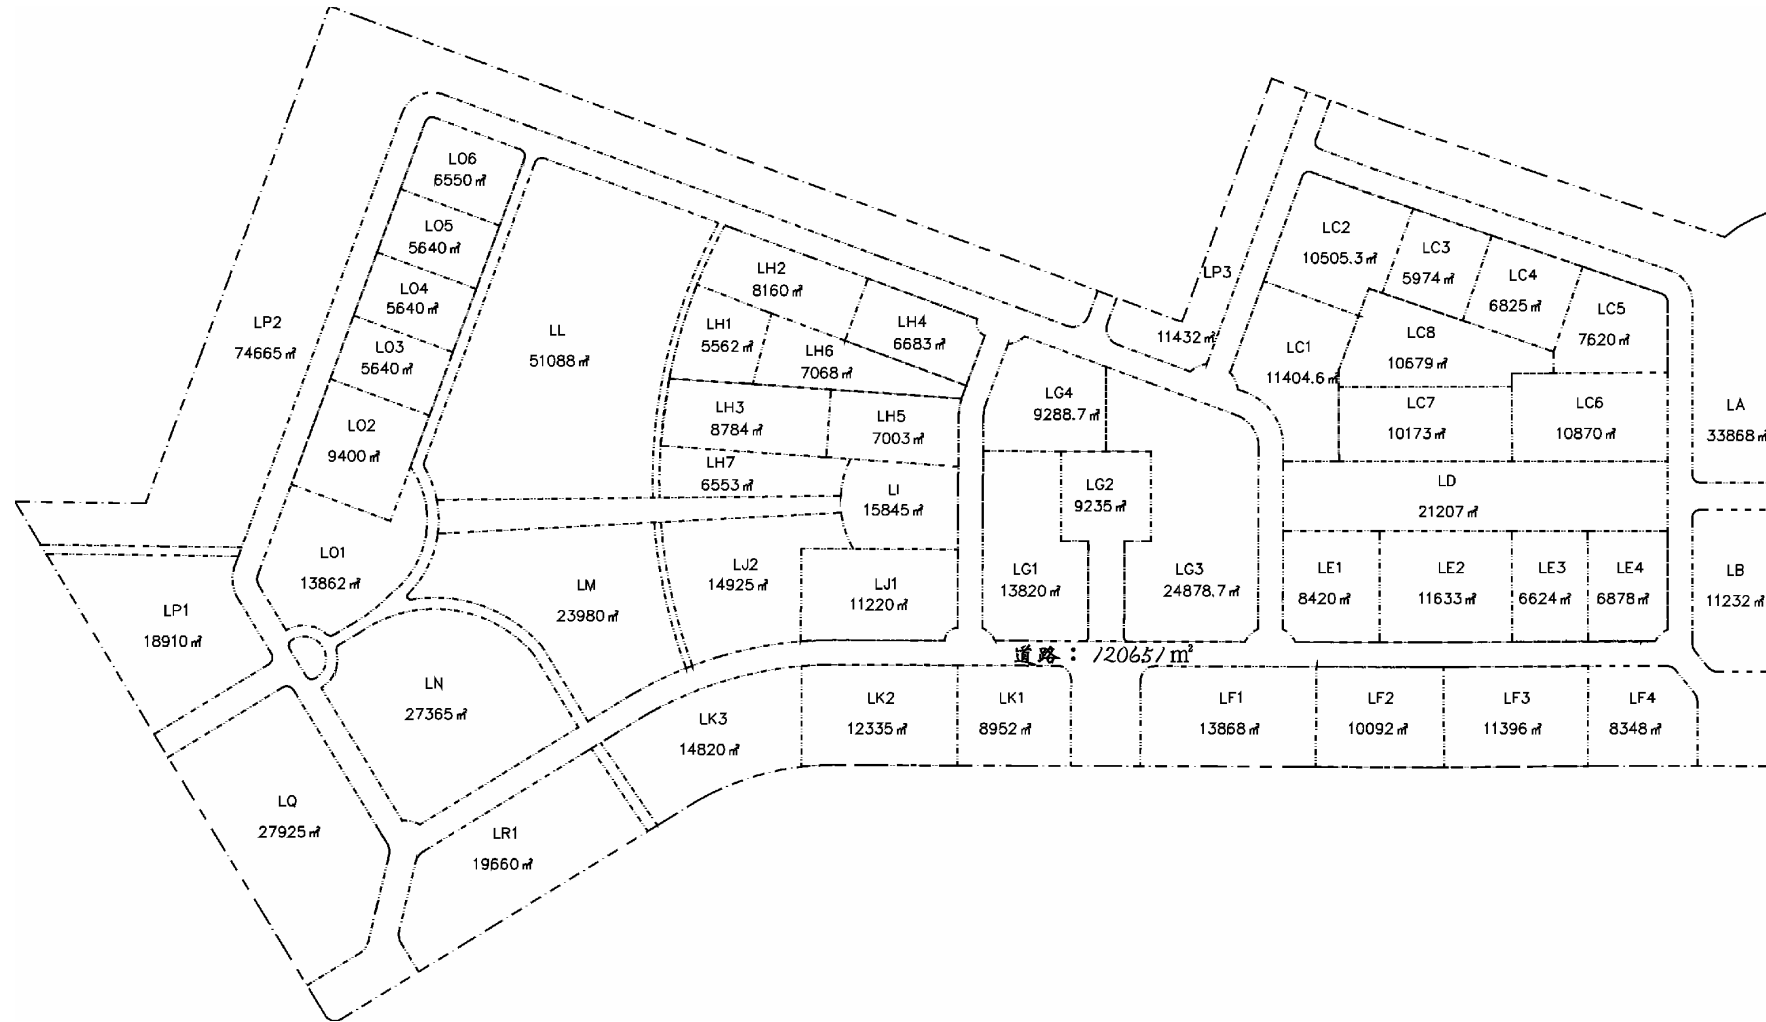 LO6
6550㎡
LO5
5640㎡
LO4
5640㎡
LO3
5640㎡
LO2
9400㎡
LO1
13862㎡
LP2
74665㎡
LP1
18910㎡
LL
51088㎡
LH2
8160㎡
LH4
6683㎡
LH1
5562㎡
LH6
7068㎡
LH3
8784㎡
LH5
7003㎡
LH7
6553㎡
LI
15845㎡
LJ2
14925㎡
LJ1
11220㎡
LM
23980㎡
LN
27365㎡
LQ
27925㎡
LR1
19660㎡
LK3
14820㎡
LK2
12335㎡
LK1
8952㎡
LP3
11432㎡
LG4
9288.7㎡
LG2
9235㎡
LG1
13820㎡
LG3
24878.7㎡
道路：120651㎡
LC2
10505.3㎡
LC3
5974㎡
LC4
6825㎡
LC5
7620㎡
LC1
11404.6㎡
LC8
10679㎡
LC7
10173㎡
LC6
10870㎡
LD
21207㎡
LE1
8420㎡
LE2
11633㎡
LE3
6624㎡
LE4
6878㎡
LA
33868㎡
LB
11232㎡
LF1
13868㎡
LF2
10092㎡
LF3
11396㎡
LF4
8348㎡